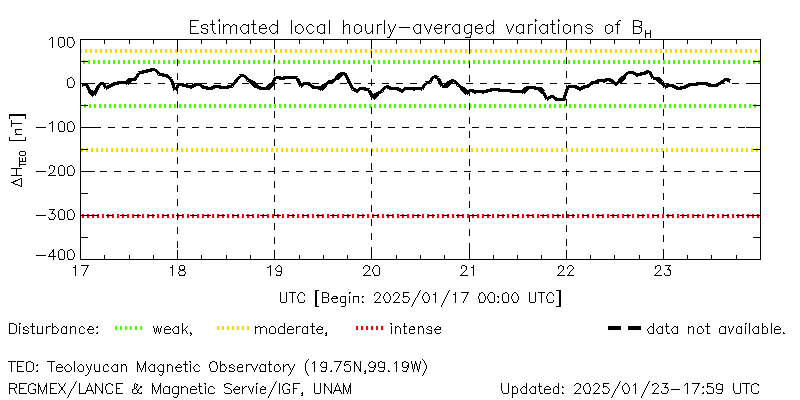 Estimated local hourly-averaged variations of B_H
100
0
-100
-200
-300
-400
ΔH_TEO [nT]
17 18 19 20 21 22 23
UTC [Begin: 2025/01/17 00:00 UTC]
Disturbance: weak, moderate, intense data not available.
TEO: Teoloyucan Magnetic Observatory (19.75N,99.19W)
REGMEX/LANCE & Magnetic Servie/IGF, UNAM Updated: 2025/01/23-17:59 UTC